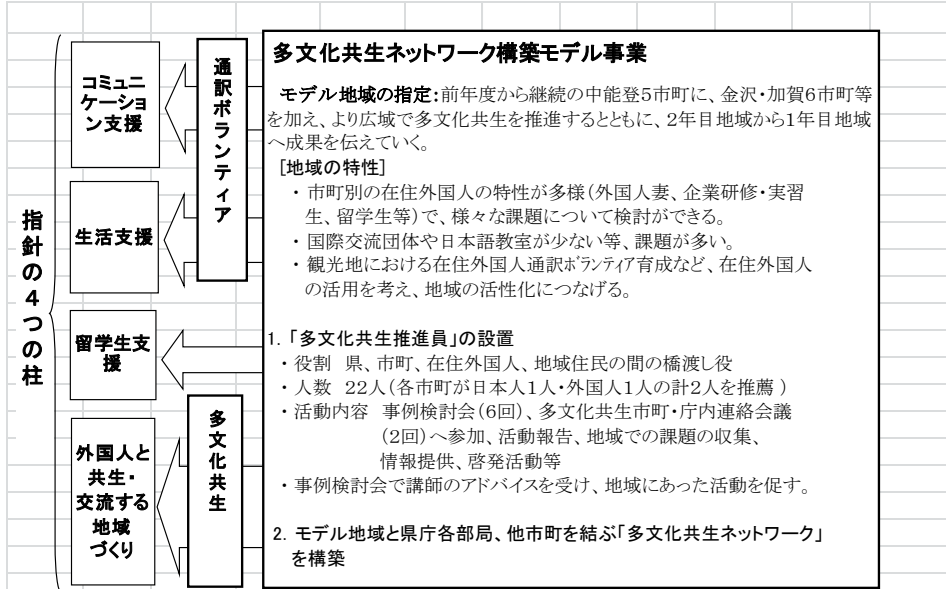 指針の4つの柱
コミュニ
ケーショ
ン支援
生活支援
留学生支
援
外国人と
共生・
交流する
地域
づくり
通訳ボランティア
多文化共生
多文化共生ネットワーク構築モデル事業
モデル地域の指定:前年度から継続の中能登5市町に、金沢・加賀6市町等
を加え、より広域で多文化共生を推進するとともに、2年目地域から1年目地域
へ成果を伝えていく。
[地域の特性]
・市町別の在住外国人の特性が多様(外国人妻、企業研修・実習
生、留学生等)で、様々な課題について検討ができる。
・国際交流団体や日本語教室が少ない等、課題が多い。
・観光地における在住外国人通訳ボランティア育成など、在住外国人
の活用を考え、地域の活性化につなげる。
1.「多文化共生推進員」の設置
・役割 県、市町、在住外国人、地域住民の間の橋渡し役
・人数 22人(各市町が日本人1人・外国人1人の計2人を推薦 )
・活動内容 事例検討会(6回)、多文化共生市町・庁内連絡会議
(2回)へ参加、活動報告、地域での課題の収集、
情報提供、啓発活動等
・事例検討会で講師のアドバイスを受け、地域にあった活動を促す。
2. モデル地域と県庁各部局、他市町を結ぶ「多文化共生ネットワーク」
を構築